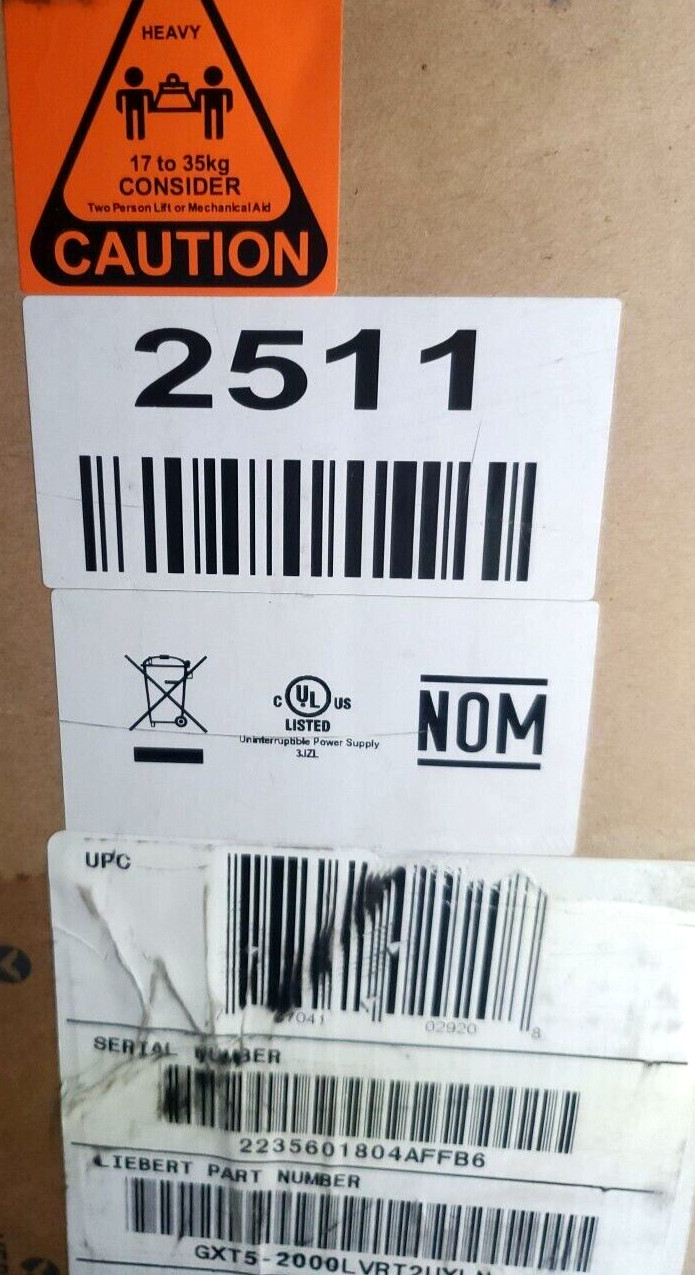 HEAVY
17 to 35kg
CONSIDER
Two Person Lift or Mechanical Aid
CAUTION
2511
C UL US
LISTED
Uninterruptible Power Supply
3JZL
NOM
UPC
02920 8
SERIAL NUMBER
2235601804AFFB6
LIEBERT PART NUMBER